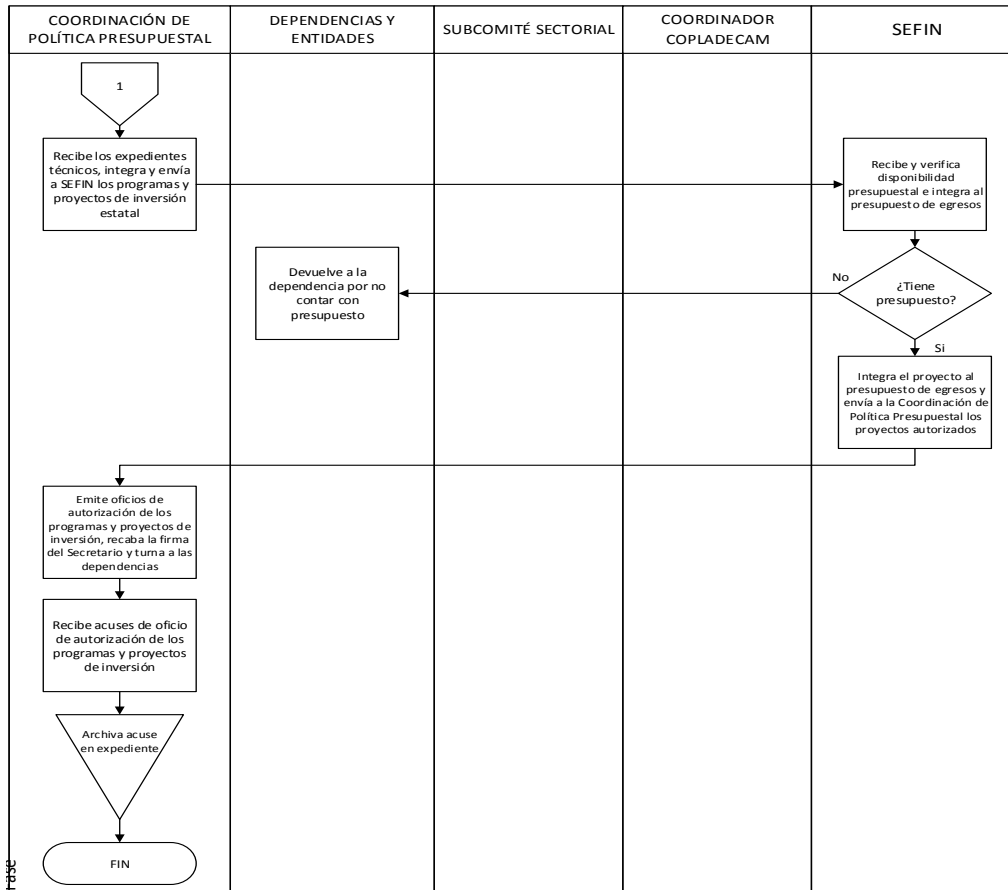 COORDINACIÓN DE
POLÍTICA PRESUPUESTAL
DEPENDENCIAS Y
ENTIDADES
SUBCOMITÉ SECTORIAL
COORDINADOR
COPLADECAM
SEFIN
1
Recibe los expedientes
técnicos, integra y envía
a SEFIN los programas y
proyectos de inversión
estatal
Recibe y verifica
disponibilidad
presupuestal e integra al
presupuesto de egresos
Devuelve a la
dependencia por no
contar con
presupuesto
No
¿Tiene
presupuesto?
Si
Integra el proyecto al
presupuesto de egresos y
envía a la Coordinación de
Política Presupuestal los
proyectos autorizados
Emite oficios de
autorización de los
programas y proyectos de
inversión, recaba la firma
del Secretario y turna a las
dependencias
Recibe acuses de oficio
de autorización de los
programas y proyectos
de inversión
Archiva acuse
en expediente
FIN
Fase